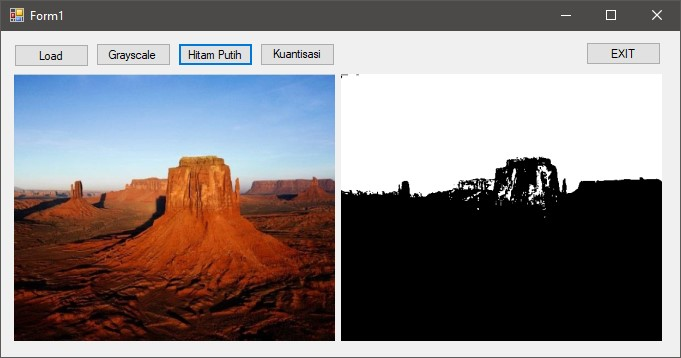 Form1
Load
Grayscale
Hitam Putih
Kuantisasi
EXIT